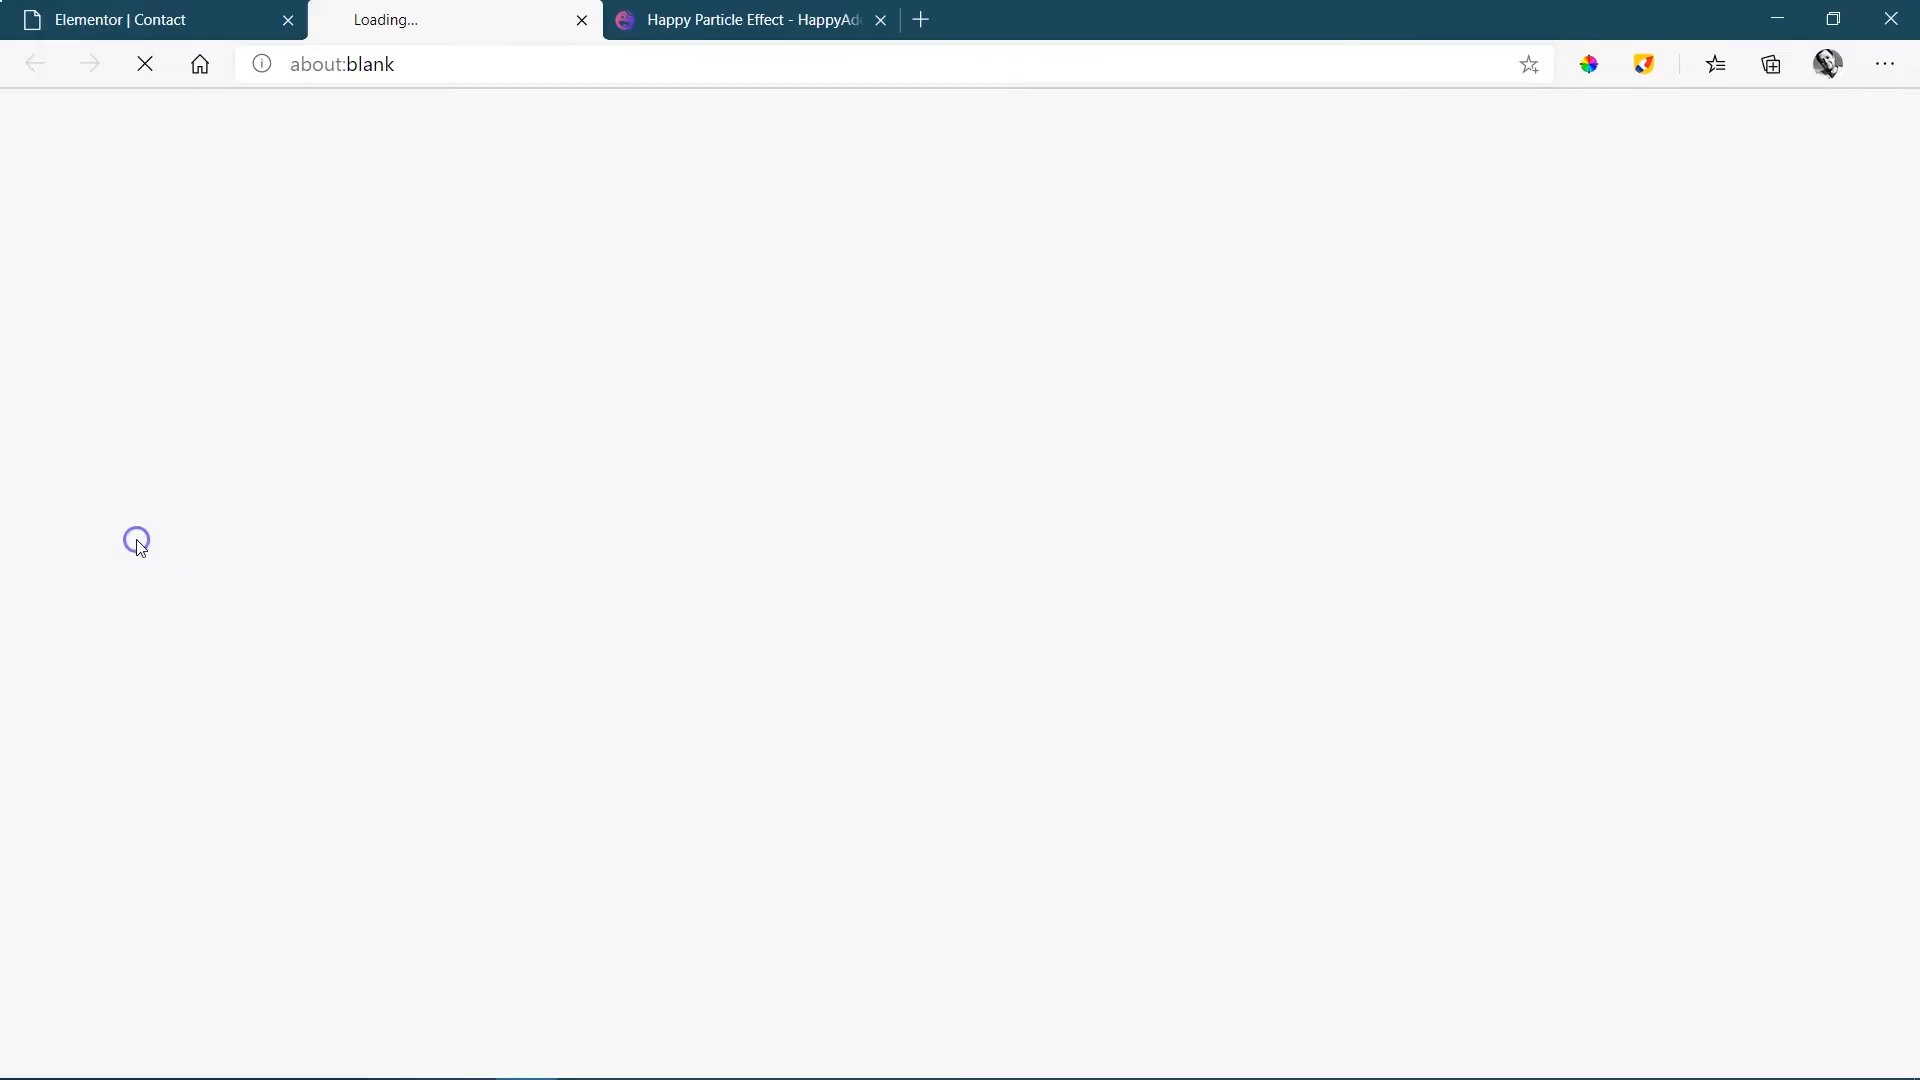 Elementor | Contact
Loading...
Happy Particle Effect - HappyAd
about:blank